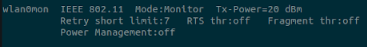 wlan0mon  IEEE 802.11  Mode:Monitor  Tx-Power=20 dBm
Retry short limit:7  RTS thr:off  Fragment thr:off
Power Management:off